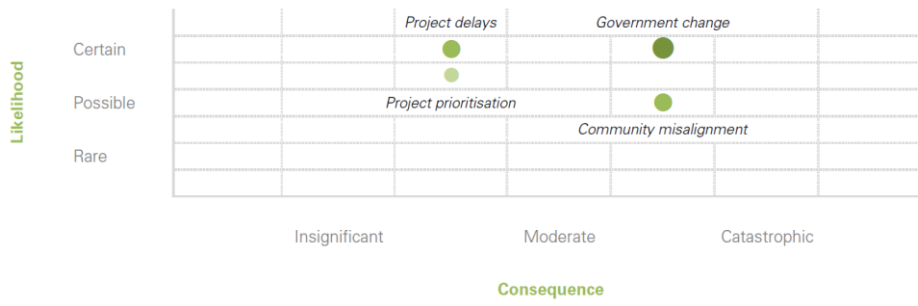 Project delays
Government change
Certain
Likelihood
Possible
Project prioritisation
Community misalignment
Rare
Insignificant
Moderate
Catastrophic
Consequence